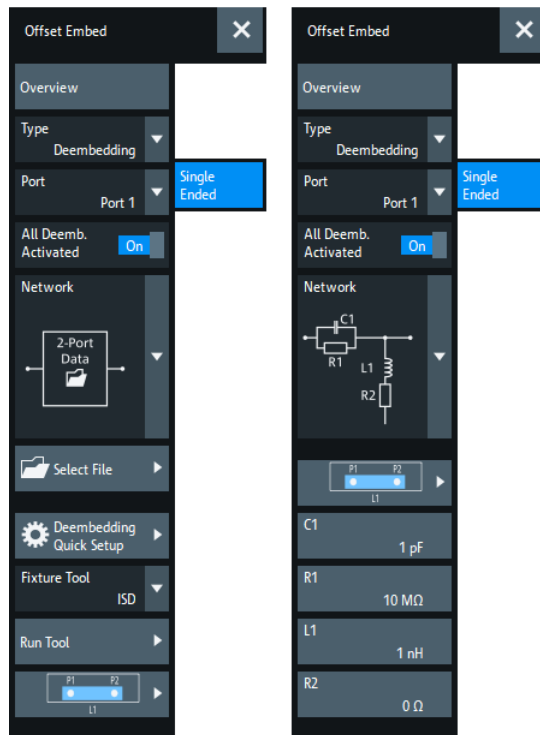 Offset Embed
Overview
Type
Deembedding
Port
Port 1
Single
Ended
All Deemb.
Activated
On
Network
2-Port
Data
Select File
Deembedding
Quick Setup
Fixture Tool
ISD
Run Tool
P1 P2
L1
Offset Embed
Overview
Type
Deembedding
Port
Port 1
Single
Ended
All Deemb.
Activated
On
Network
C1
R1
L1
R2
P1 P2
L1
C1
1 pF
R1
10 MΩ
L1
1 nH
R2
0 Ω